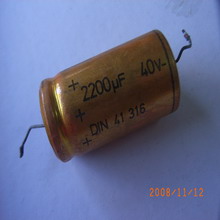 + 2200µF 40V-
+
+ DIN 41 316
2008/11/12